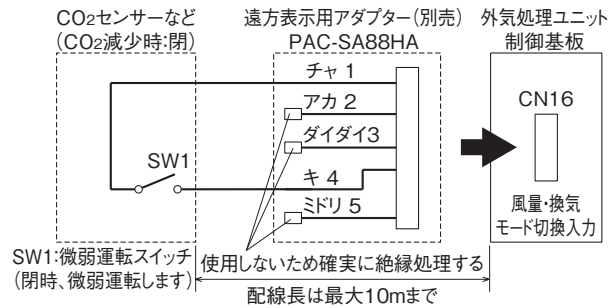 CO2センサーなど
(CO2減少時:閉)
遠方表示用アダプター(別売)
PAC-SA88HA
外気処理ユニット
制御基板
チャ 1
アカ 2
ダイダイ3
キ 4
ミドリ 5
SW1
CN16
風量・換気
モード切換入力
SW1:微弱運転スイッチ
(閉時、微弱運転します)
使用しないため確実に絶縁処理する
配線長は最大10mまで